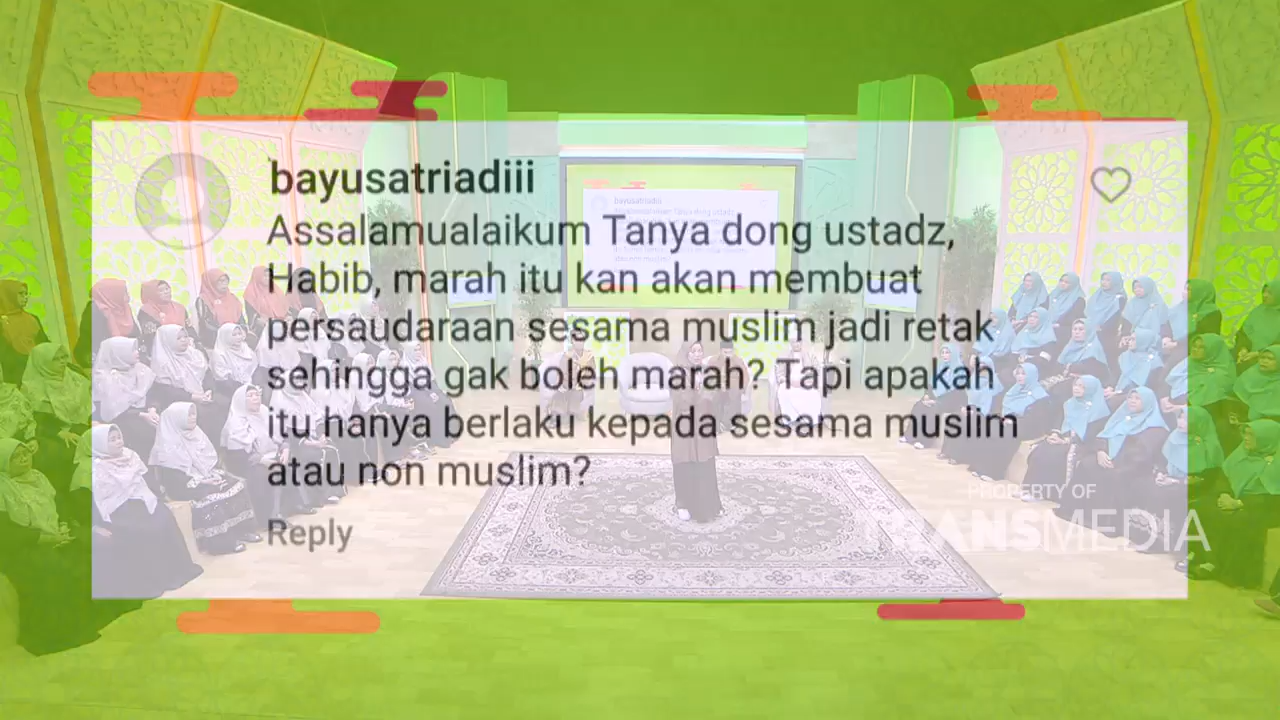 bayusatriadiii
Assalamualaikum Tanya dong ustadz,
Habib, marah itu kan akan membuat
persaudaraan sesama muslim jadi retak
sehingga gak boleh marah? Tapi apakah
itu hanya berlaku kepada sesama muslim
atau non muslim?
Reply
PROPERTY OF
TRANSMEDIA